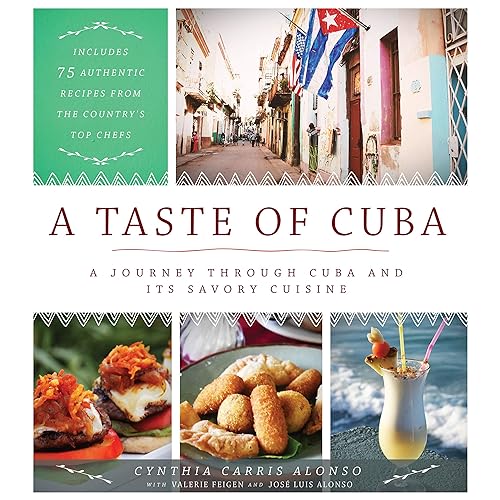 INCLUDES
75 AUTHENTIC
RECIPES FROM
THE COUNTRY'S
TOP CHEFS
A TASTE OF CUBA
A JOURNEY THROUGH CUBA AND
ITS SAVORY CUISINE
CYNTHIA CARRIS ALONSO
WITH VALERIE FEIGEN AND JOSÉ LUIS ALONSO